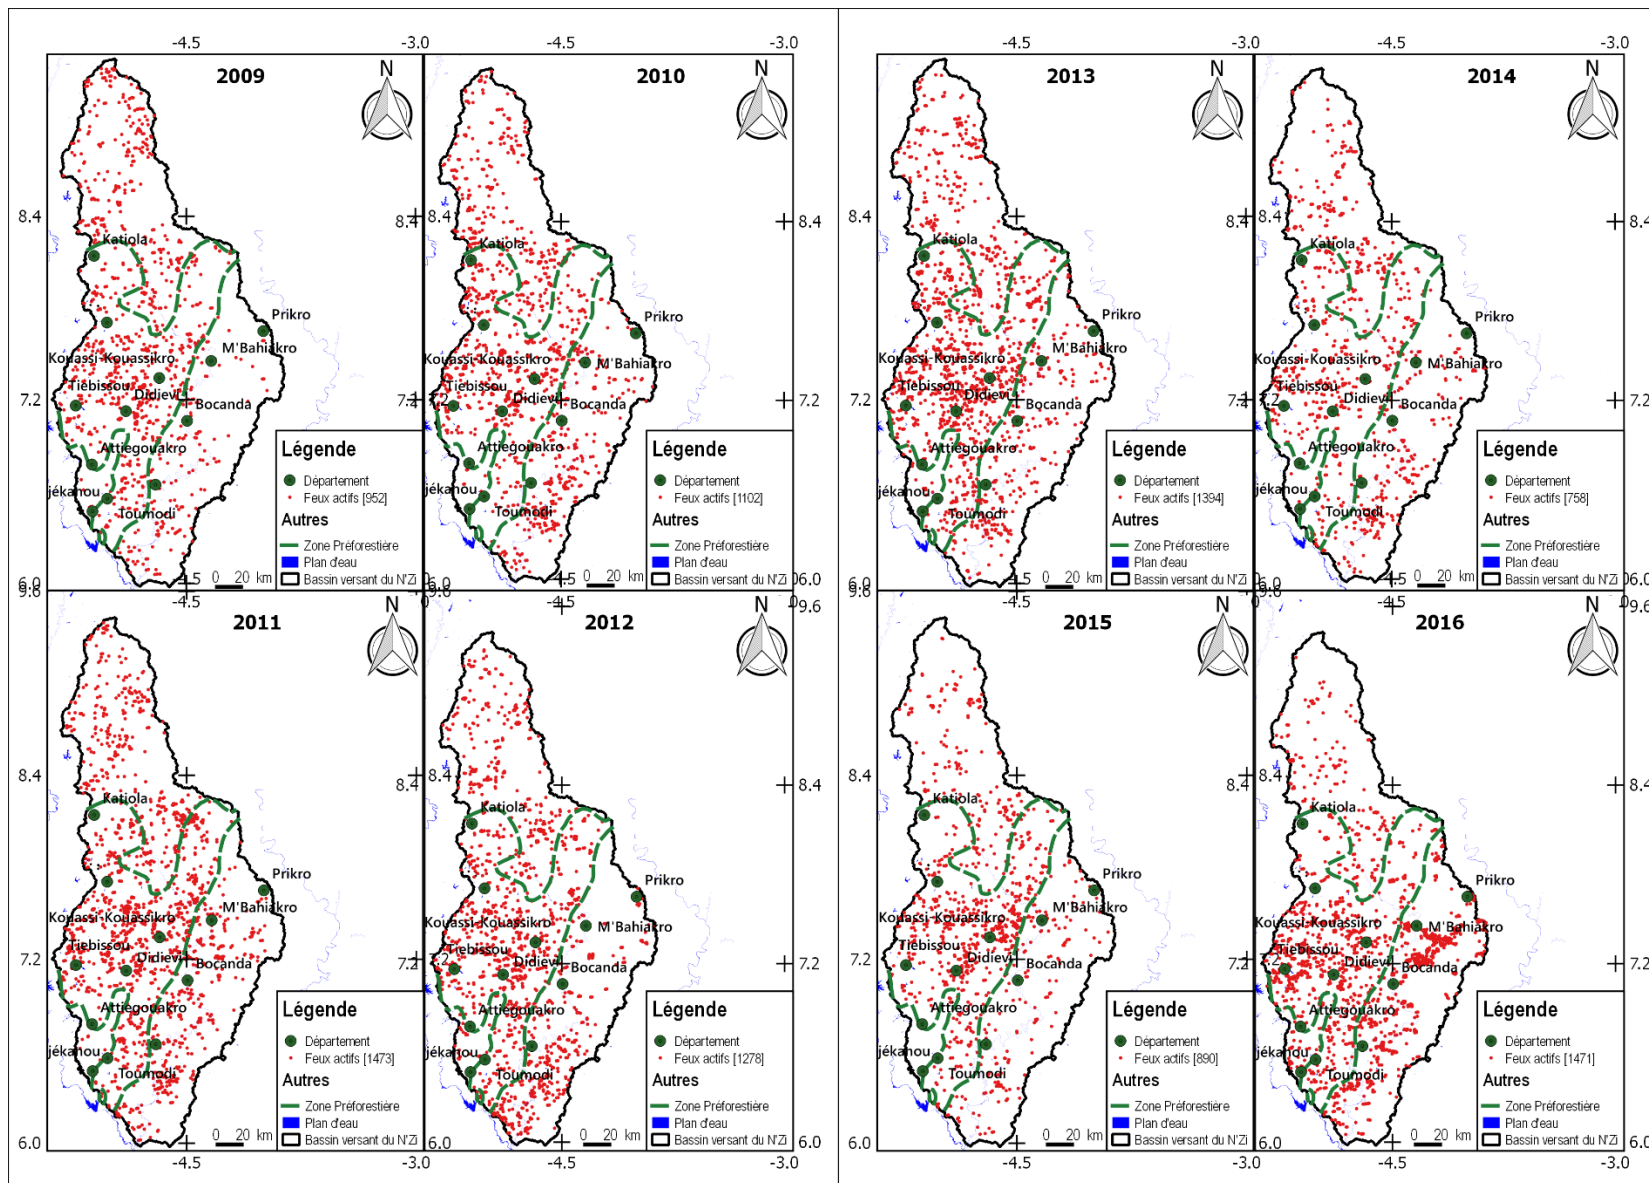 -4.5
-3.0
-4.5
-3.0
-4.5
-3.0
-4.5
-3.0
2009
N
8.4
8.4
Katiola
Prikro
M'Bahiakro
Kouassi-Kouassikro
Tiébissou
Didievi
Bocanda
7.2
Attiegouakro
jékanou
Toumodi
Légende
Département
Feux actifs [952]
Autres
Zone Préforestière
Plan d'eau
Bassin versant du N'Zi
0 20 km
6.0
2010
N
8.4
8.4
Katiola
Prikro
M'Bahiakro
Kouassi-Kouassikro
Tiébissou
Didievi
Bocanda
7.2
7.2
Attiegouakro
jékanou
Toumodi
Légende
Département
Feux actifs [1102]
Autres
Zone Préforestière
Plan d'eau
Bassin versant du N'Zi
0 20 km
6.0
2013
N
8.4
Katiola
Prikro
M'Bahiakro
Kouassi-Kouassikro
Tiébissou
Didievi
Bocanda
7.2
Attiegouakro
jékanou
Toumodi
Légende
Département
Feux actifs [1394]
Autres
Zone Préforestière
Plan d'eau
Bassin versant du N'Zi
0 20 km
6.0
2014
N
8.4
8.4
Katiola
Prikro
M'Bahiakro
Kouassi-Kouassikro
Tiébissou
Didievi
Bocanda
7.2
7.2
Attiegouakro
jékanou
Toumodi
Légende
Département
Feux actifs [758]
Autres
Zone Préforestière
Plan d'eau
Bassin versant du N'Zi
0 20 km
6.0
2011
N
8.4
8.4
Katiola
Prikro
M'Bahiakro
Kouassi-Kouassikro
Tiébissou
Didievi
Bocanda
7.2
7.2
Attiegouakro
jékanou
Toumodi
Légende
Département
Feux actifs [1473]
Autres
Zone Préforestière
Plan d'eau
Bassin versant du N'Zi
0 20 km
6.0
-4.5
-3.0
2012
-4.5
9.6
N
8.4
Katiola
Prikro
M'Bahiakro
Kouassi-Kouassikro
Tiébissou
Didievi
Bocanda
7.2
7.2
Attiegouakro
jékanou
Toumodi
Légende
Département
Feux actifs [1278]
Autres
Zone Préforestière
Plan d'eau
Bassin versant du N'Zi
0 20 km
6.0
6.0
-4.5
-3.0
2015
-4.5
N
8.4
8.4
Katiola
Prikro
M'Bahiakro
Kouassi-Kouassikro
Tiébissou
Didievi
Bocanda
7.2
7.2
Attiegouakro
jékanou
Toumodi
Légende
Département
Feux actifs [890]
Autres
Zone Préforestière
Plan d'eau
Bassin versant du N'Zi
0 20 km
6.0
-4.5
-3.0
2016
-4.5
9.6
N
8.4
8.4
Katiola
Prikro
M'Bahiakro
Kouassi-Kouassikro
Tiébissou
Didievi
Bocanda
7.2
7.2
Attiegouakro
jékanou
Toumodi
Légende
Département
Feux actifs [1471]
Autres
Zone Préforestière
Plan d'eau
Bassin versant du N'Zi
0 20 km
6.0
6.0
-4.5
-3.0